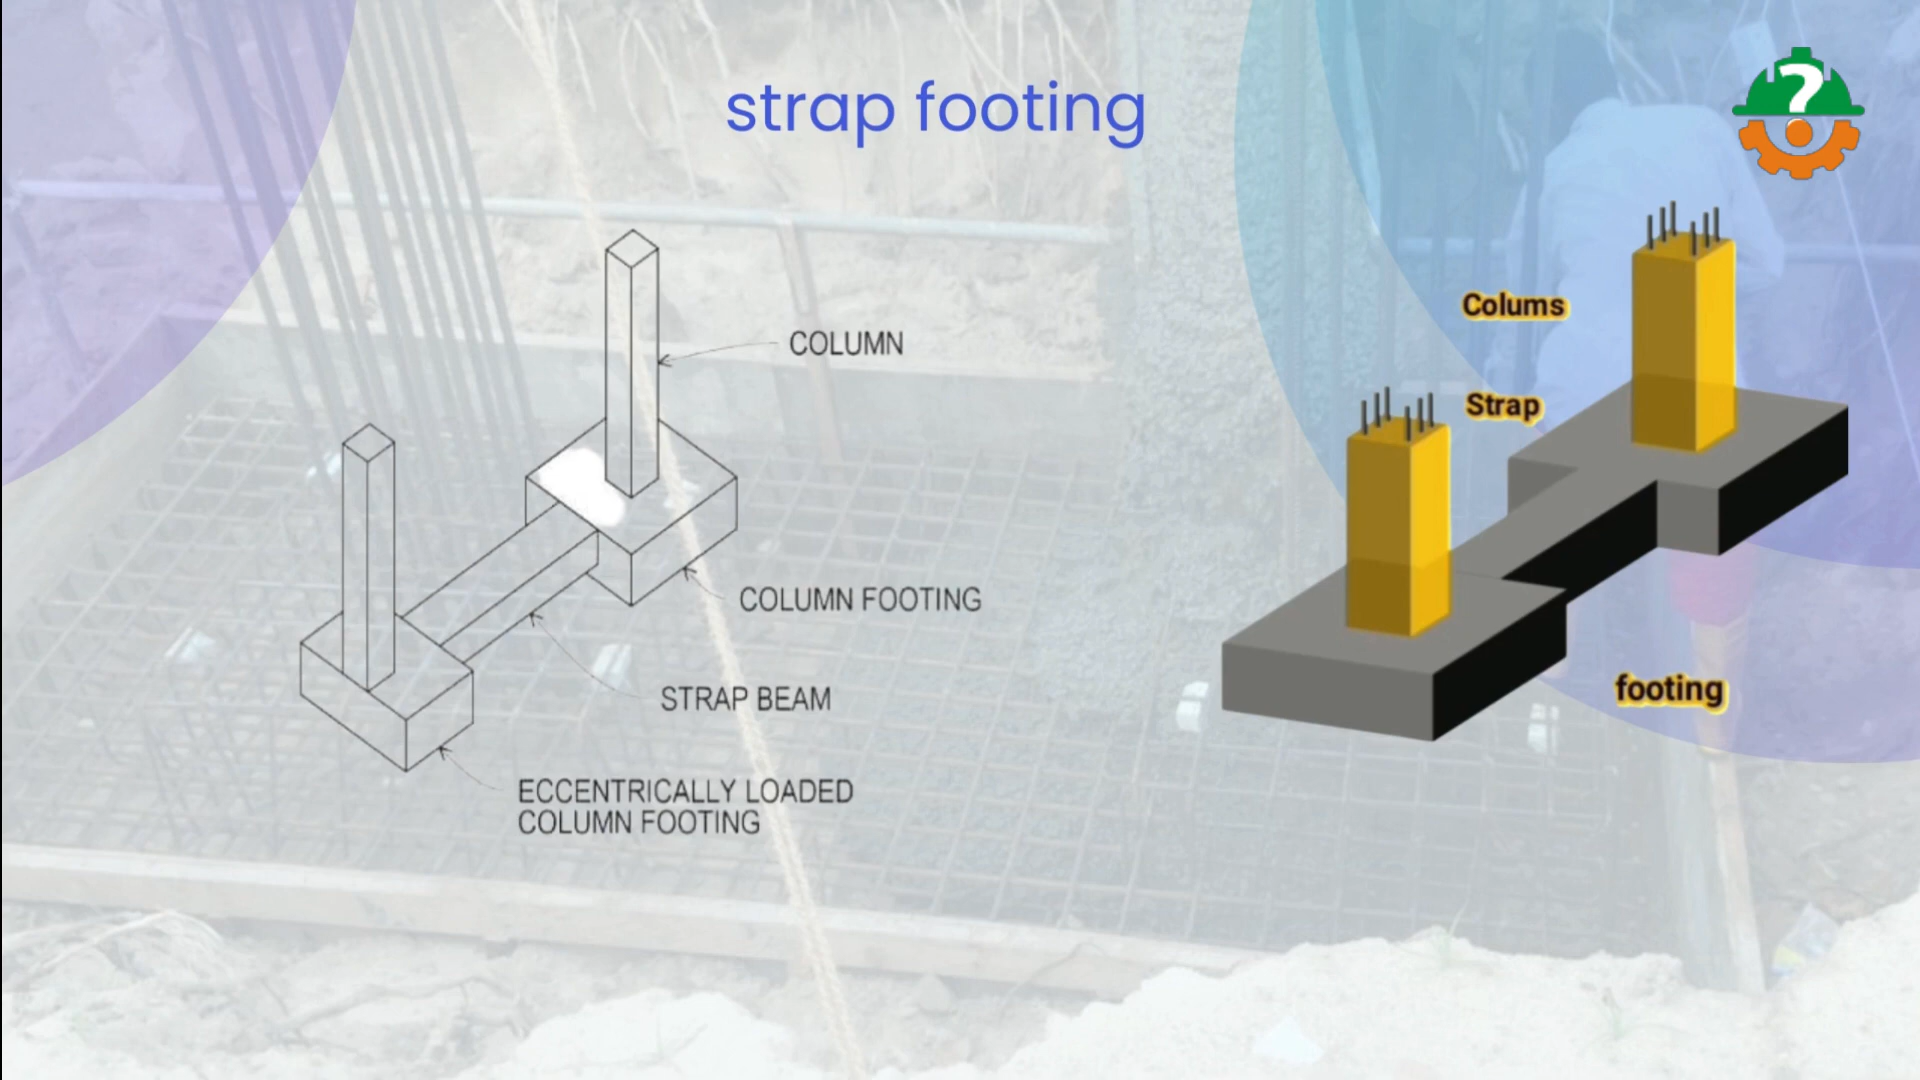 strap footing
?
COLUMN
COLUMN FOOTING
STRAP BEAM
ECCENTRICALLY LOADED
COLUMN FOOTING
Colums
Strap
footing